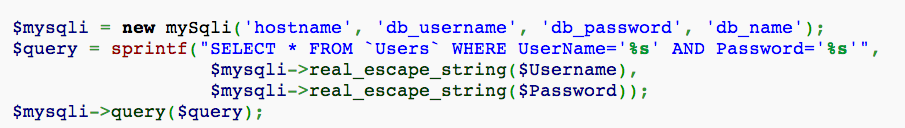 $mysqli = new mySqli('hostname', 'db_username', 'db_password', 'db_name');
$query = sprintf("SELECT * FROM `Users` WHERE UserName='%s' AND Password='%s'",
$mysqli->real_escape_string($Username),
$mysqli->real_escape_string($Password));
$mysqli->query($query);